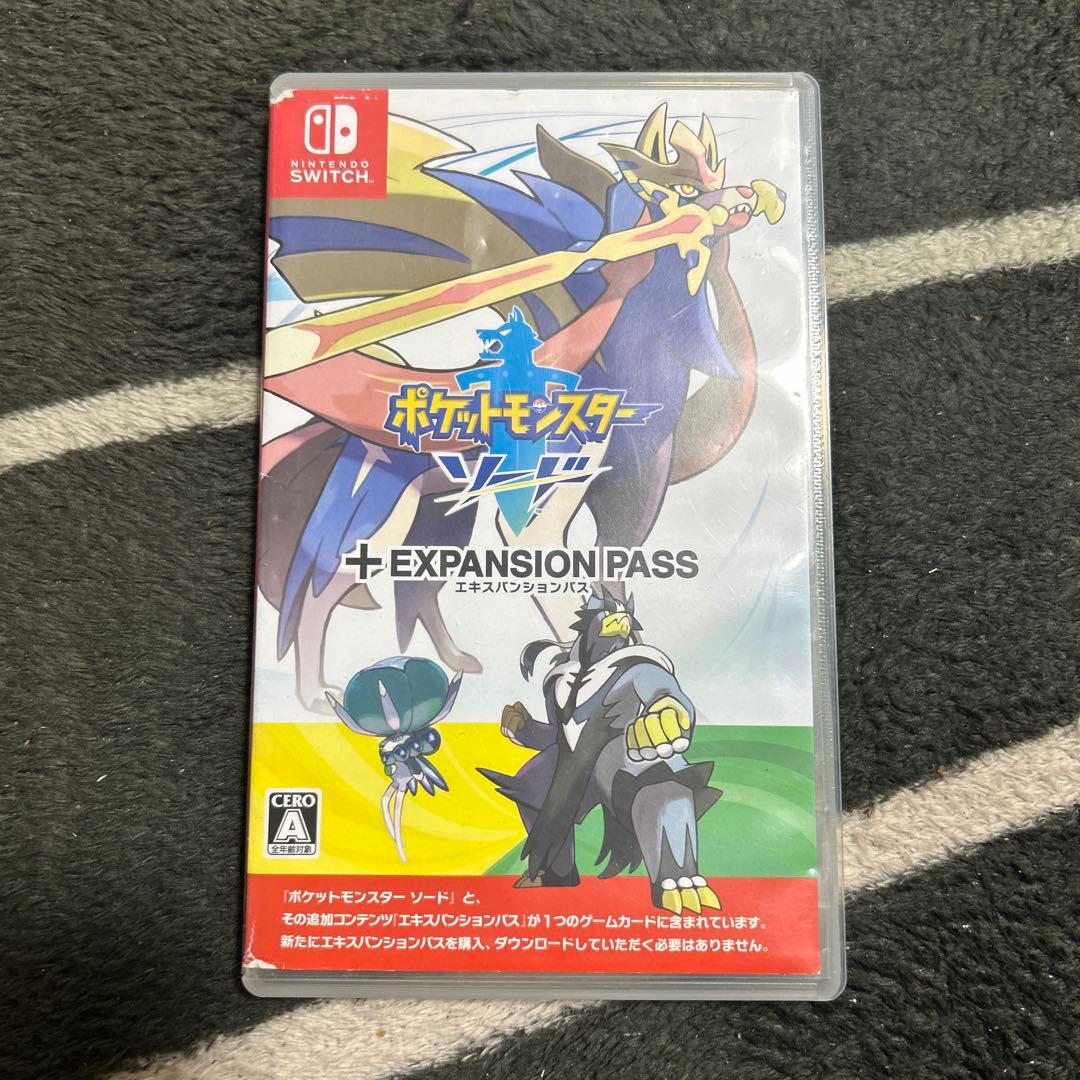 NINTENDO
SWITCH™
ポケットモンスター
ソード™
+EXPANSION PASS
エキスパンションパス
CERO
A
全年齢対象
『ポケットモンスター ソード』と、
その追加コンテンツ『エキスパンションパス』が1つのゲームカードに含まれています。
新たにエキスパンションパスを購入、ダウンロードしていただく必要はありません。